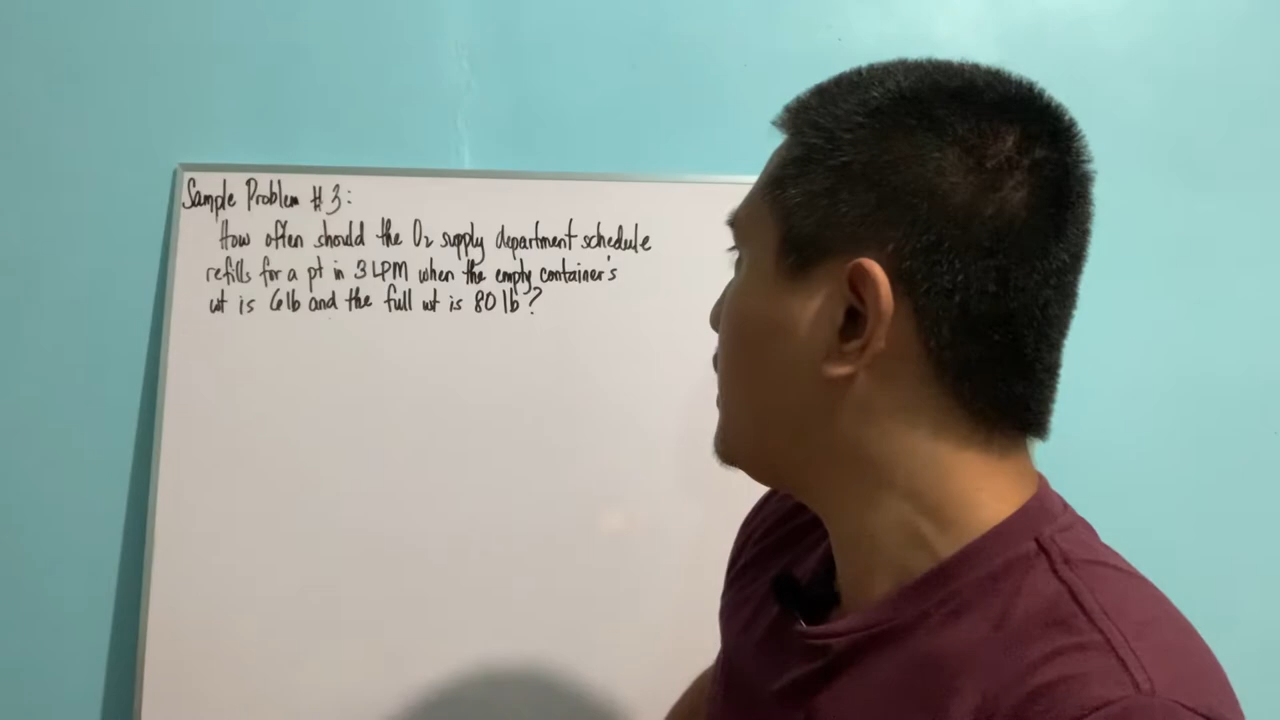 Sample Problem #3:
How often should the O₂ supply department schedule
refills for a pt in 3 LPM when the empty container's
wt is 6 lb and the full wt is 80 lb?